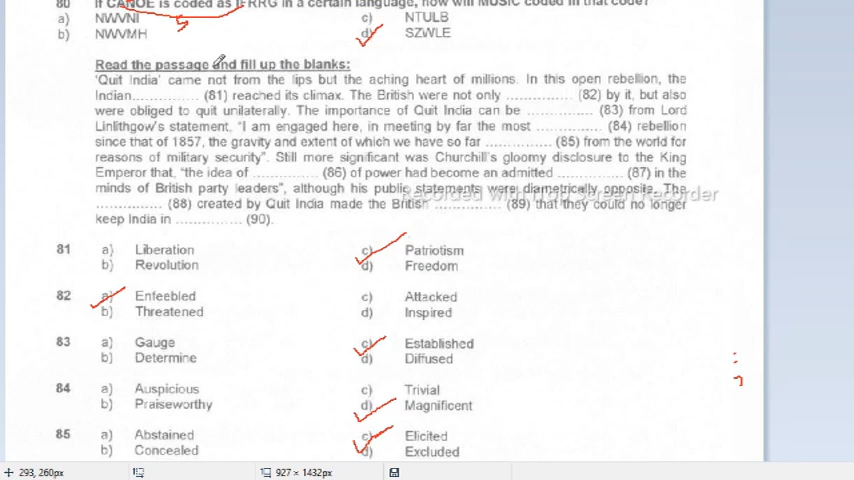 80 If CANOE is coded as IFRRG in a certain language, how will MUSIC coded in that code?
a) NWVNI c) NTULB
b) NWVMH d) SZWLE
Read the passage and fill up the blanks:
'Quit India' came not from the lips but the aching heart of millions. In this open rebellion, the
Indian.............. (81) reached its climax. The British were not only .............. (82) by it, but also
were obliged to quit unilaterally. The importance of Quit India can be .............. (83) from Lord
Linlithgow's statement, "I am engaged here, in meeting by far the most .............. (84) rebellion
since that of 1857, the gravity and extent of which we have so far .............. (85) from the world for
reasons of military security". Still more significant was Churchill's gloomy disclosure to the King
Emperor that, "the idea of .............. (86) of power had become an admitted .............. (87) in the
minds of British party leaders", although his public statements were diametrically opposite. The
.............. (88) created by Quit India made the British .............. (89) that they could no longer
keep India in .............. (90).
81 a) Liberation c) Patriotism
b) Revolution d) Freedom
82 a) Enfeebled c) Attacked
b) Threatened d) Inspired
83 a) Gauge c) Established
b) Determine d) Diffused
84 a) Auspicious c) Trivial
b) Praiseworthy d) Magnificent
85 a) Abstained c) Elicited
b) Concealed d) Excluded
293, 260px 927 × 1432px